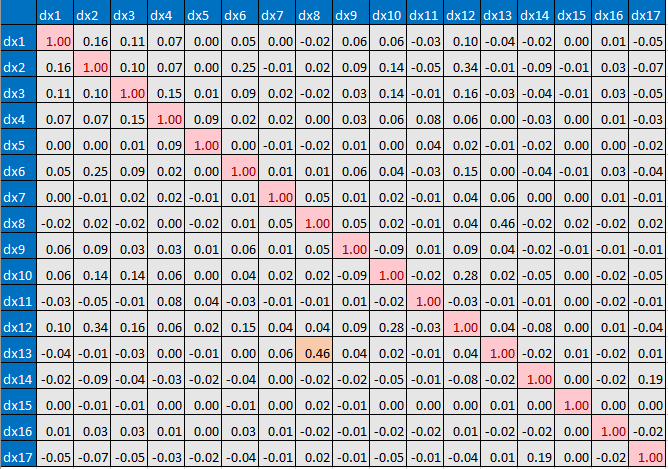 dx1 dx2 dx3 dx4 dx5 dx6 dx7 dx8 dx9 dx10 dx11 dx12 dx13 dx14 dx15 dx16 dx17
dx1 1.00 0.16 0.11 0.07 0.00 0.05 0.00 -0.02 0.06 0.06 -0.03 0.10 -0.04 -0.02 0.00 0.01 -0.05
dx2 0.16 1.00 0.10 0.07 0.00 0.25 -0.01 0.02 0.09 0.14 -0.05 0.34 -0.01 -0.09 -0.01 0.03 -0.07
dx3 0.11 0.10 1.00 0.15 0.01 0.09 0.02 -0.02 0.03 0.14 -0.01 0.16 -0.03 -0.04 -0.01 0.03 -0.05
dx4 0.07 0.07 0.15 1.00 0.09 0.02 0.02 0.00 0.03 0.06 0.08 0.06 0.00 -0.03 0.00 0.01 -0.03
dx5 0.00 0.00 0.01 0.09 1.00 0.00 -0.01 -0.02 0.01 0.00 0.04 0.02 -0.01 -0.02 0.00 0.00 -0.02
dx6 0.05 0.25 0.09 0.02 0.00 1.00 0.01 0.01 0.06 0.04 -0.03 0.15 0.00 -0.04 -0.01 0.03 -0.04
dx7 0.00 -0.01 0.02 0.02 -0.01 0.01 1.00 0.05 0.01 0.02 -0.01 0.04 0.06 0.00 0.00 0.01 -0.01
dx8 -0.02 0.02 -0.02 0.00 -0.02 0.01 0.05 1.00 0.05 0.02 -0.01 0.04 0.46 -0.02 0.02 -0.02 0.02
dx9 0.06 0.09 0.03 0.03 0.01 0.06 0.01 0.05 1.00 -0.09 0.01 0.09 0.04 -0.02 -0.01 -0.01 -0.01
dx10 0.06 0.14 0.14 0.06 0.00 0.04 0.02 0.02 -0.09 1.00 -0.02 0.28 0.02 -0.05 0.00 -0.02 -0.05
dx11 -0.03 -0.05 -0.01 0.08 0.04 -0.03 -0.01 -0.01 0.01 -0.02 1.00 -0.03 -0.01 -0.01 0.00 -0.02 -0.01
dx12 0.10 0.34 0.16 0.06 0.02 0.15 0.04 0.04 0.09 0.28 -0.03 1.00 0.04 -0.08 0.00 0.01 -0.04
dx13 -0.04 -0.01 -0.03 0.00 -0.01 0.00 0.06 0.46 0.04 0.02 -0.01 0.04 1.00 -0.02 0.01 -0.02 0.01
dx14 -0.02 -0.09 -0.04 -0.03 -0.02 -0.04 0.00 -0.02 -0.02 -0.05 -0.01 -0.08 -0.02 1.00 0.00 -0.02 0.19
dx15 0.00 -0.01 -0.01 0.00 0.00 -0.01 0.00 0.02 -0.01 0.00 0.00 0.00 0.01 0.00 1.00 0.00 0.00
dx16 0.01 0.03 0.03 0.01 0.00 0.03 0.01 -0.02 -0.01 -0.02 -0.02 0.01 -0.02 -0.02 0.00 1.00 -0.02
dx17 -0.05 -0.07 -0.05 -0.03 -0.02 -0.04 -0.01 0.02 -0.01 -0.05 -0.01 -0.04 0.01 0.19 0.00 -0.02 1.00